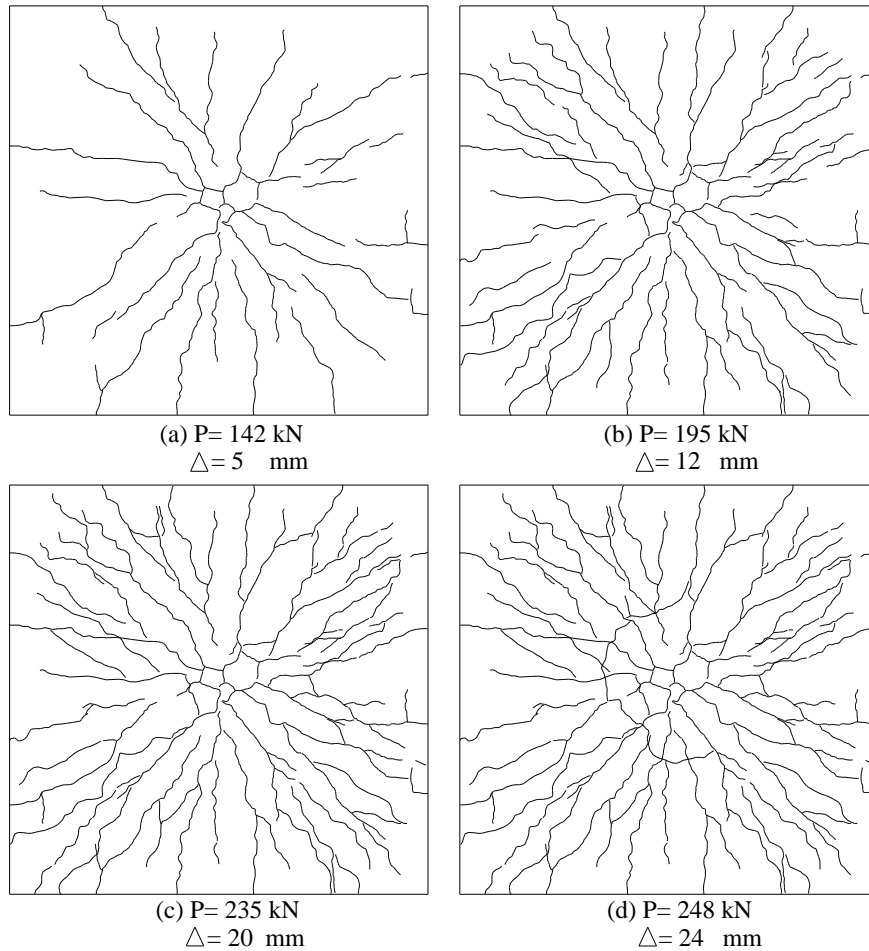 (a) P= 142 kN
△= 5 mm
(b) P= 195 kN
△= 12 mm
(c) P= 235 kN
△= 20 mm
(d) P= 248 kN
△= 24 mm